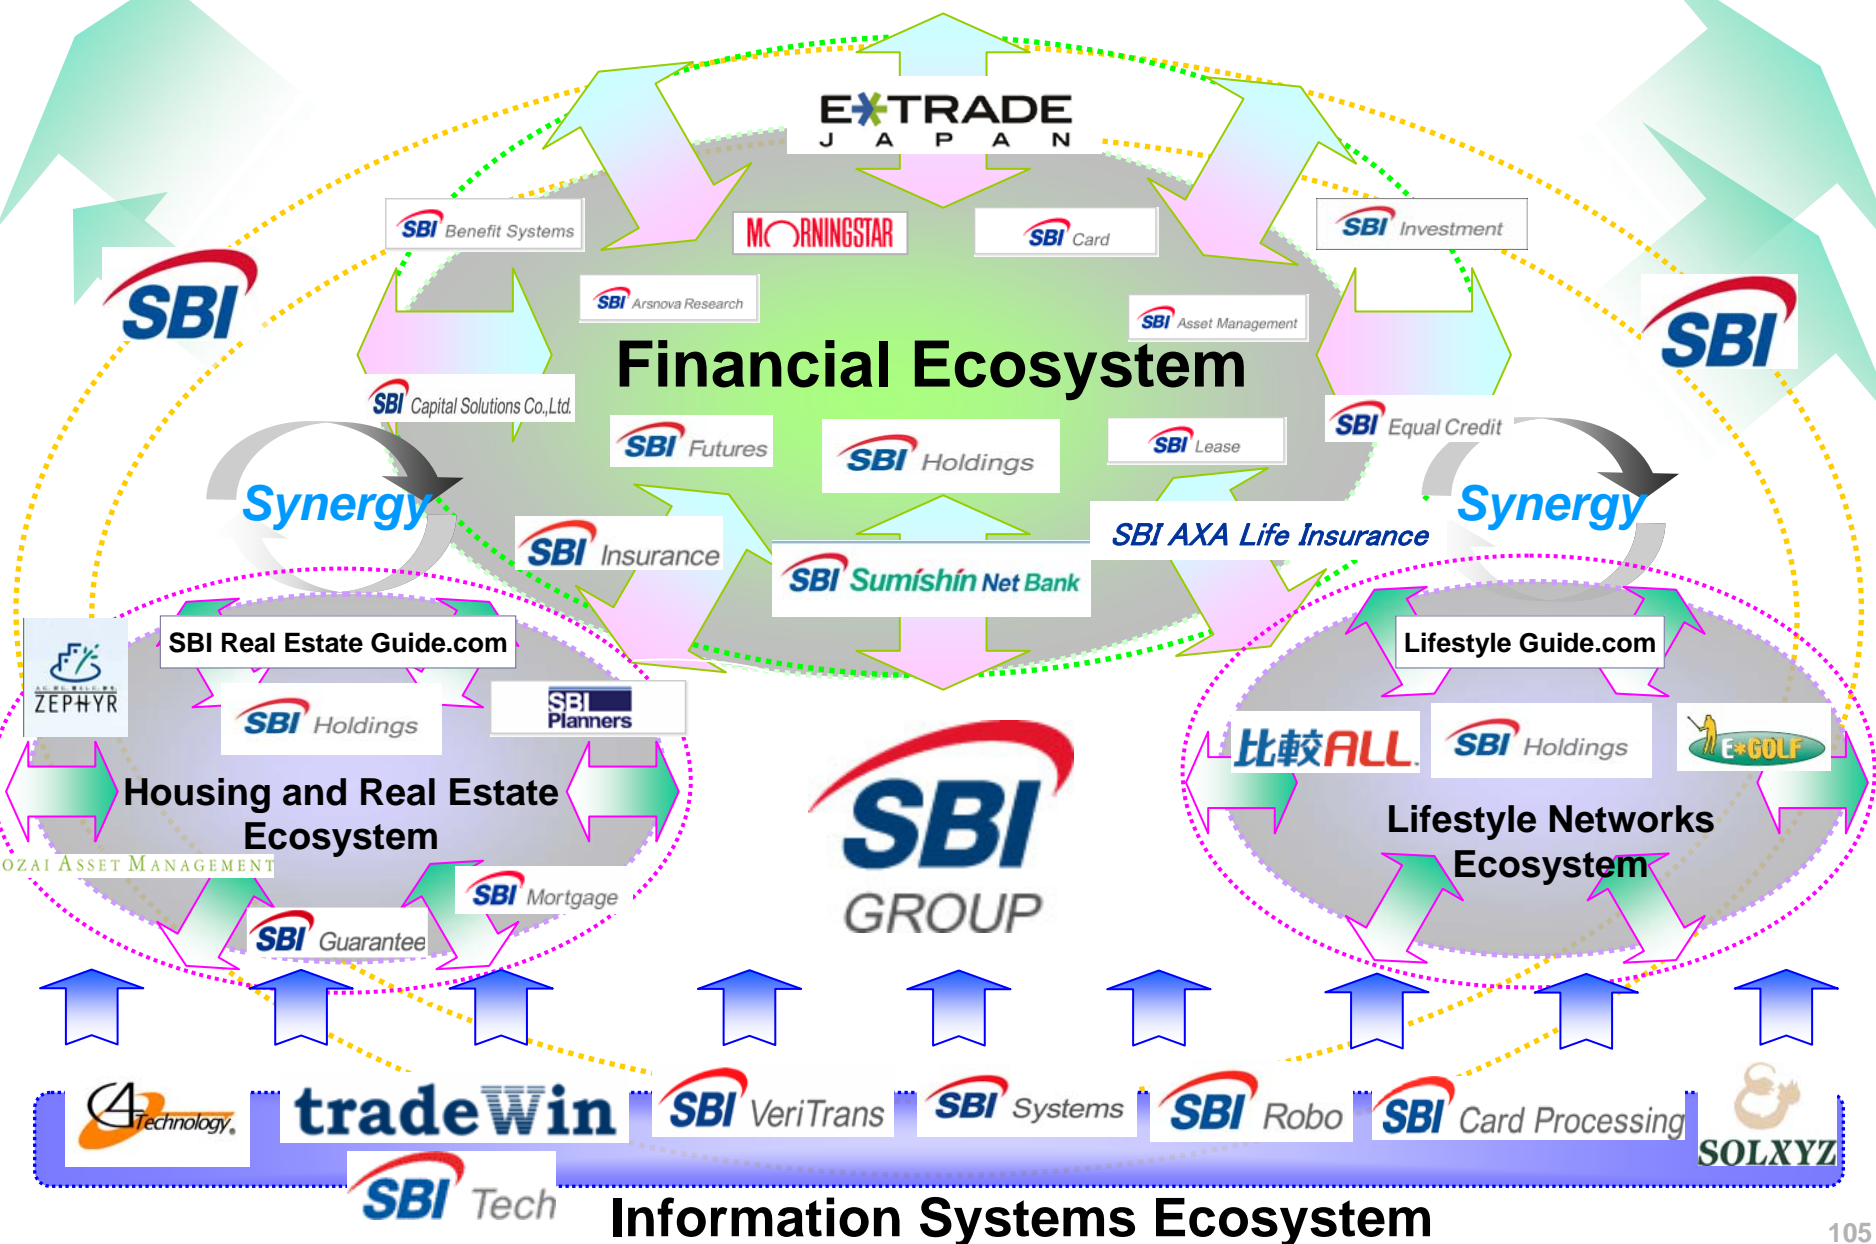 E*TRADE
JAPAN
SBI Benefit Systems
MORNINGSTAR
SBI Card
SBI Investment
SBI
SBI Arsnova Research
SBI Asset Management
SBI
Financial Ecosystem
SBI Capital Solutions Co.,Ltd.
SBI Futures
SBI Holdings
SBI Lease
SBI Equal Credit
Synergy
Synergy
SBI Insurance
SBI Sumishin Net Bank
SBI AXA Life Insurance
SBI Real Estate Guide.com
ZEPHYR
SBI Holdings
SBI Planners
Housing and Real Estate
Ecosystem
OZAI ASSET MANAGEMENT
SBI Mortgage
SBI Guarantee
SBI
GROUP
Lifestyle Guide.com
比較ALL.
SBI Holdings
E*GOLF
Lifestyle Networks
Ecosystem
4Technology.
tradeWin
SBI VeriTrans
SBI Systems
SBI Robo
SBI Card Processing
SOLXYZ
SBI Tech
Information Systems Ecosystem
105